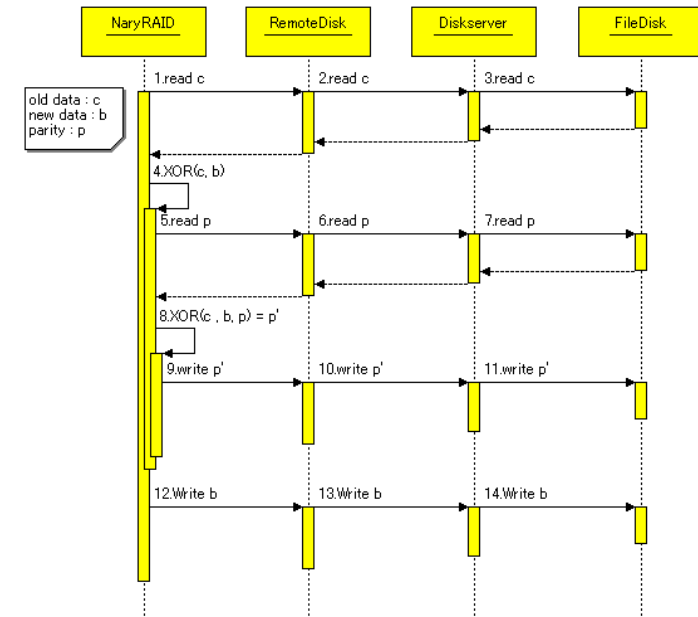 NaryRAID RemoteDisk Diskserver FileDisk
old data : c
new data : b
parity : p
1.read c 2.read c 3.read c
4.XOR(c, b)
5.read p 6.read p 7.read p
8.XOR(c , b, p) = p'
9.write p' 10.write p' 11.write p'
12.Write b 13.Write b 14.Write b